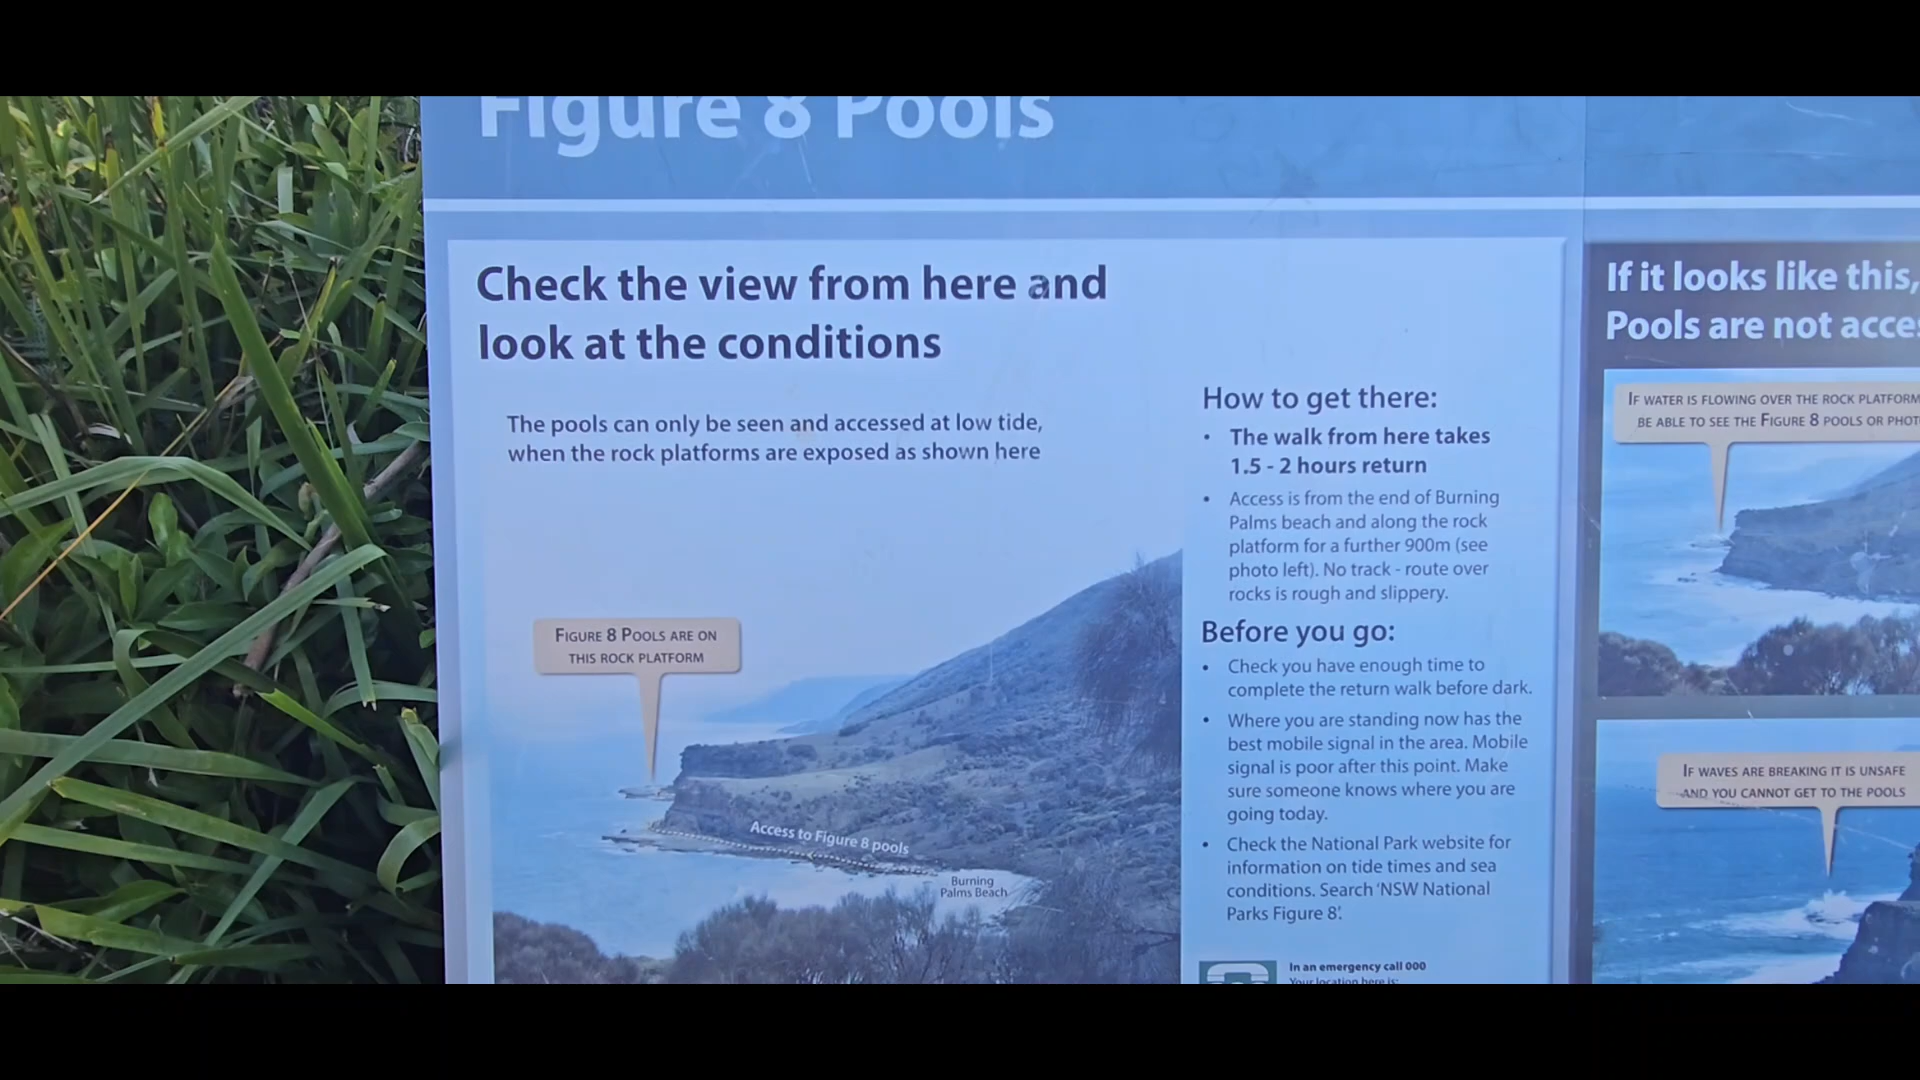 Figure 8 Pools
Check the view from here and
look at the conditions
The pools can only be seen and accessed at low tide,
when the rock platforms are exposed as shown here
Figure 8 Pools are on
this rock platform
Access to Figure 8 pools
Burning
Palms Beach
How to get there:
• The walk from here takes
1.5 - 2 hours return
• Access is from the end of Burning
Palms beach and along the rock
platform for a further 900m (see
photo left). No track - route over
rocks is rough and slippery.
Before you go:
• Check you have enough time to
complete the return walk before dark.
• Where you are standing now has the
best mobile signal in the area. Mobile
signal is poor after this point. Make
sure someone knows where you are
going today.
• Check the National Park website for
information on tide times and sea
conditions. Search 'NSW National
Parks Figure 8'.
In an emergency call 000
Your location here is:
If it looks like this,
Pools are not
If water is flowing over the rock platform
be able to see the Figure 8 pools or
If waves are breaking it is unsafe
and you cannot get to the pools